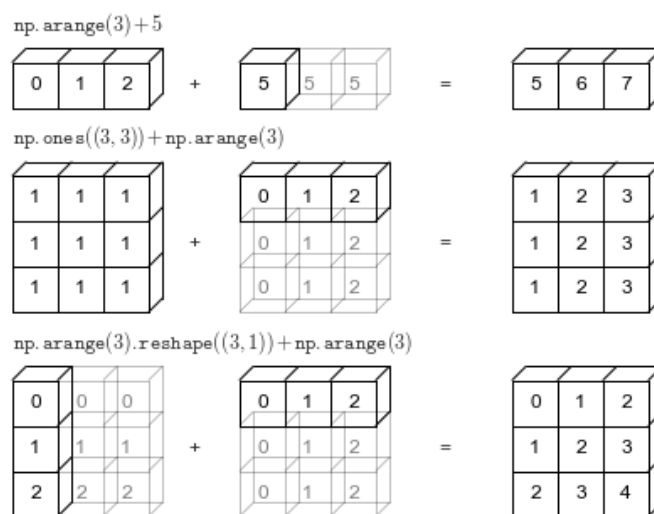 np.arange(3)+5
0 1 2 + 5 5 5 = 5 6 7
np.ones((3,3))+np.arange(3)
1 1 1 0 1 2 1 2 3
1 1 1 + 0 1 2 = 1 2 3
1 1 1 0 1 2 1 2 3
np.arange(3).reshape((3,1))+np.arange(3)
0 0 0 0 1 2 0 1 2
1 1 1 + 0 1 2 = 1 2 3
2 2 2 0 1 2 2 3 4